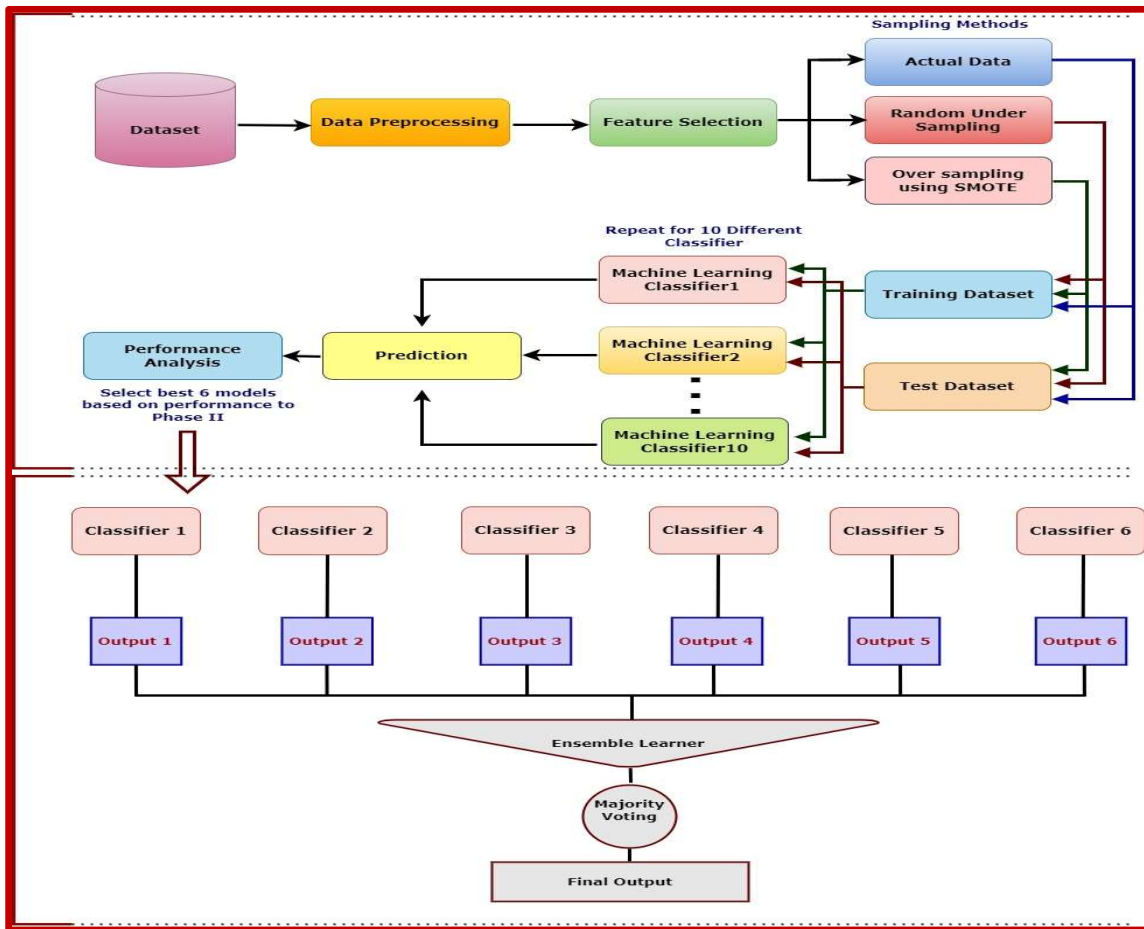 Sampling Methods
Actual Data
Dataset
Data Preprocessing
Feature Selection
Random Under
Sampling
Over sampling
using SMOTE
Repeat for 10 Different
Classifier
Machine Learning
Classifier1
Training Dataset
Performance
Analysis
Prediction
Machine Learning
Classifier2
Test Dataset
Select best 6 models
based on performance to
Phase II
Machine Learning
Classifier10
Classifier 1
Classifier 2
Classifier 3
Classifier 4
Classifier 5
Classifier 6
Output 1
Output 2
Output 3
Output 4
Output 5
Output 6
Ensemble Learner
Majority
Voting
Final Output